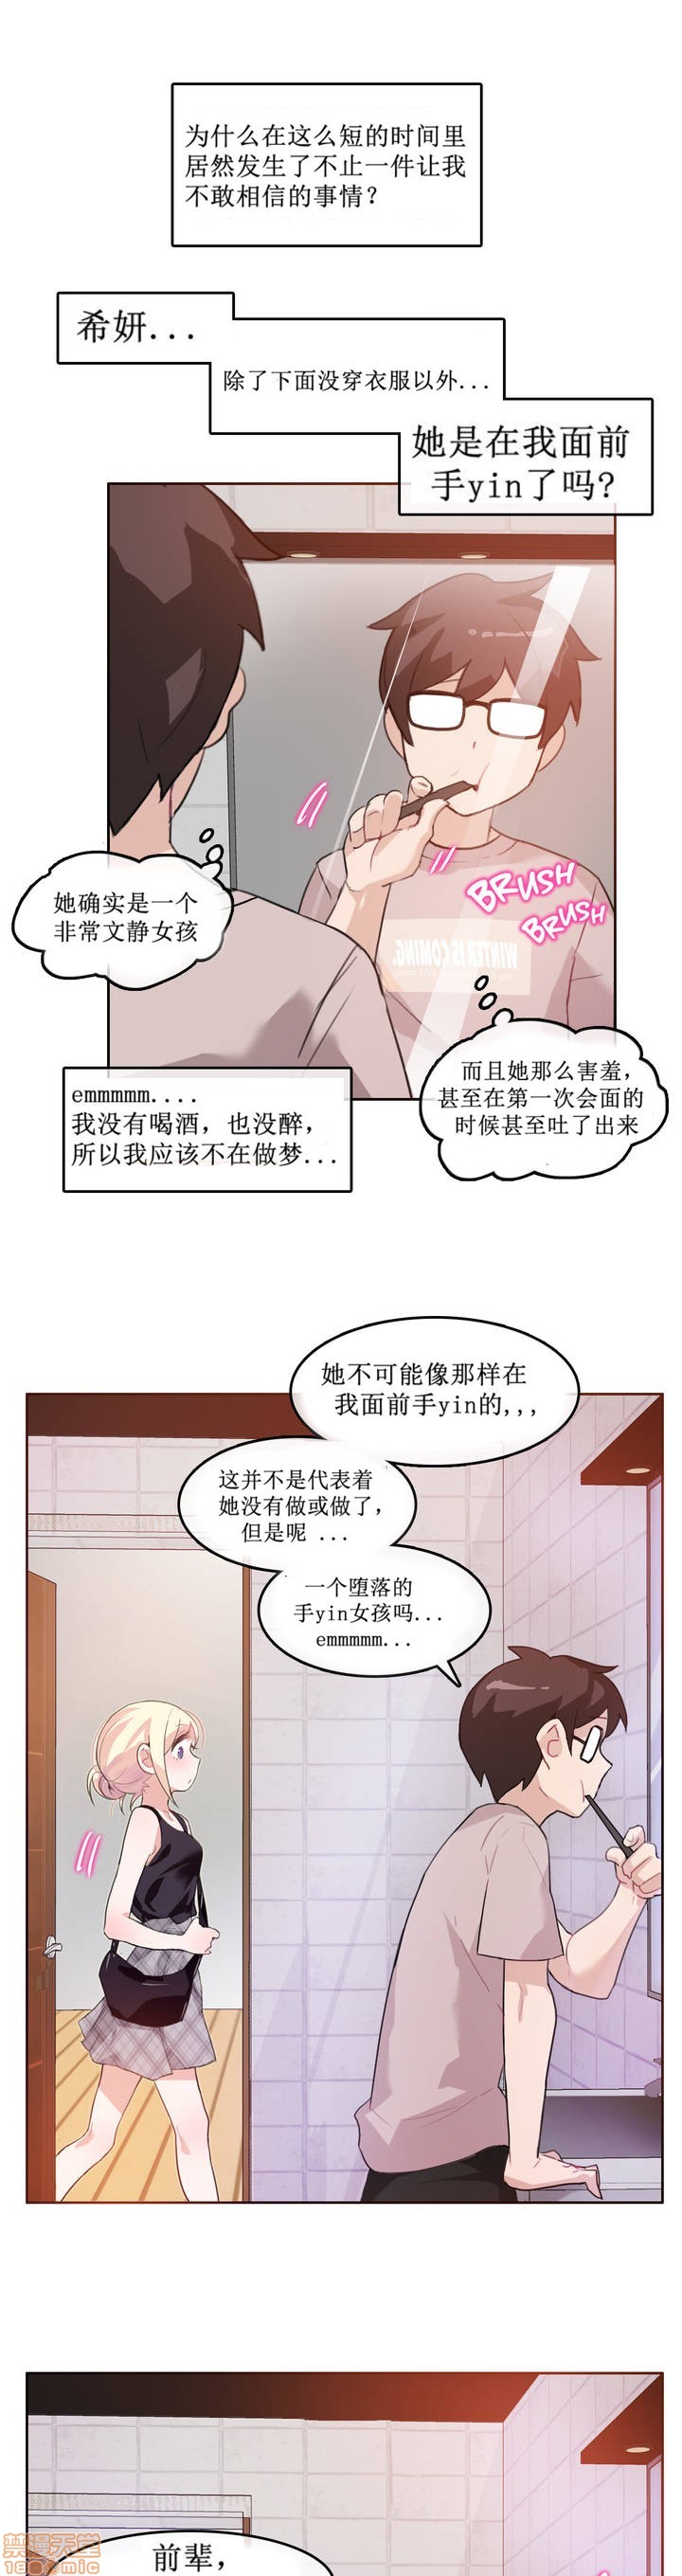 为什么在这么短的时间里
居然发生了不止一件让我
不敢相信的事情？
希妍...
除了下面没穿衣服以外...
她是在我面前
手yin了吗?
BRUSH
BRUSH
WINTER IS COMING.
她确实是一个
非常文静女孩
而且她那么害羞，
甚至在第一次会面的
时候甚至吐了出来
emmmmm....
我没有喝酒，也没醉，
所以我应该不在做梦...
她不可能像那样在
我面前手yin的,,,
这并不是代表着
她没有做或做了，
但是呢 ...
一个堕落的
手yin女孩吗...
emmmmm...
前辈，
禁漫天堂
18comic